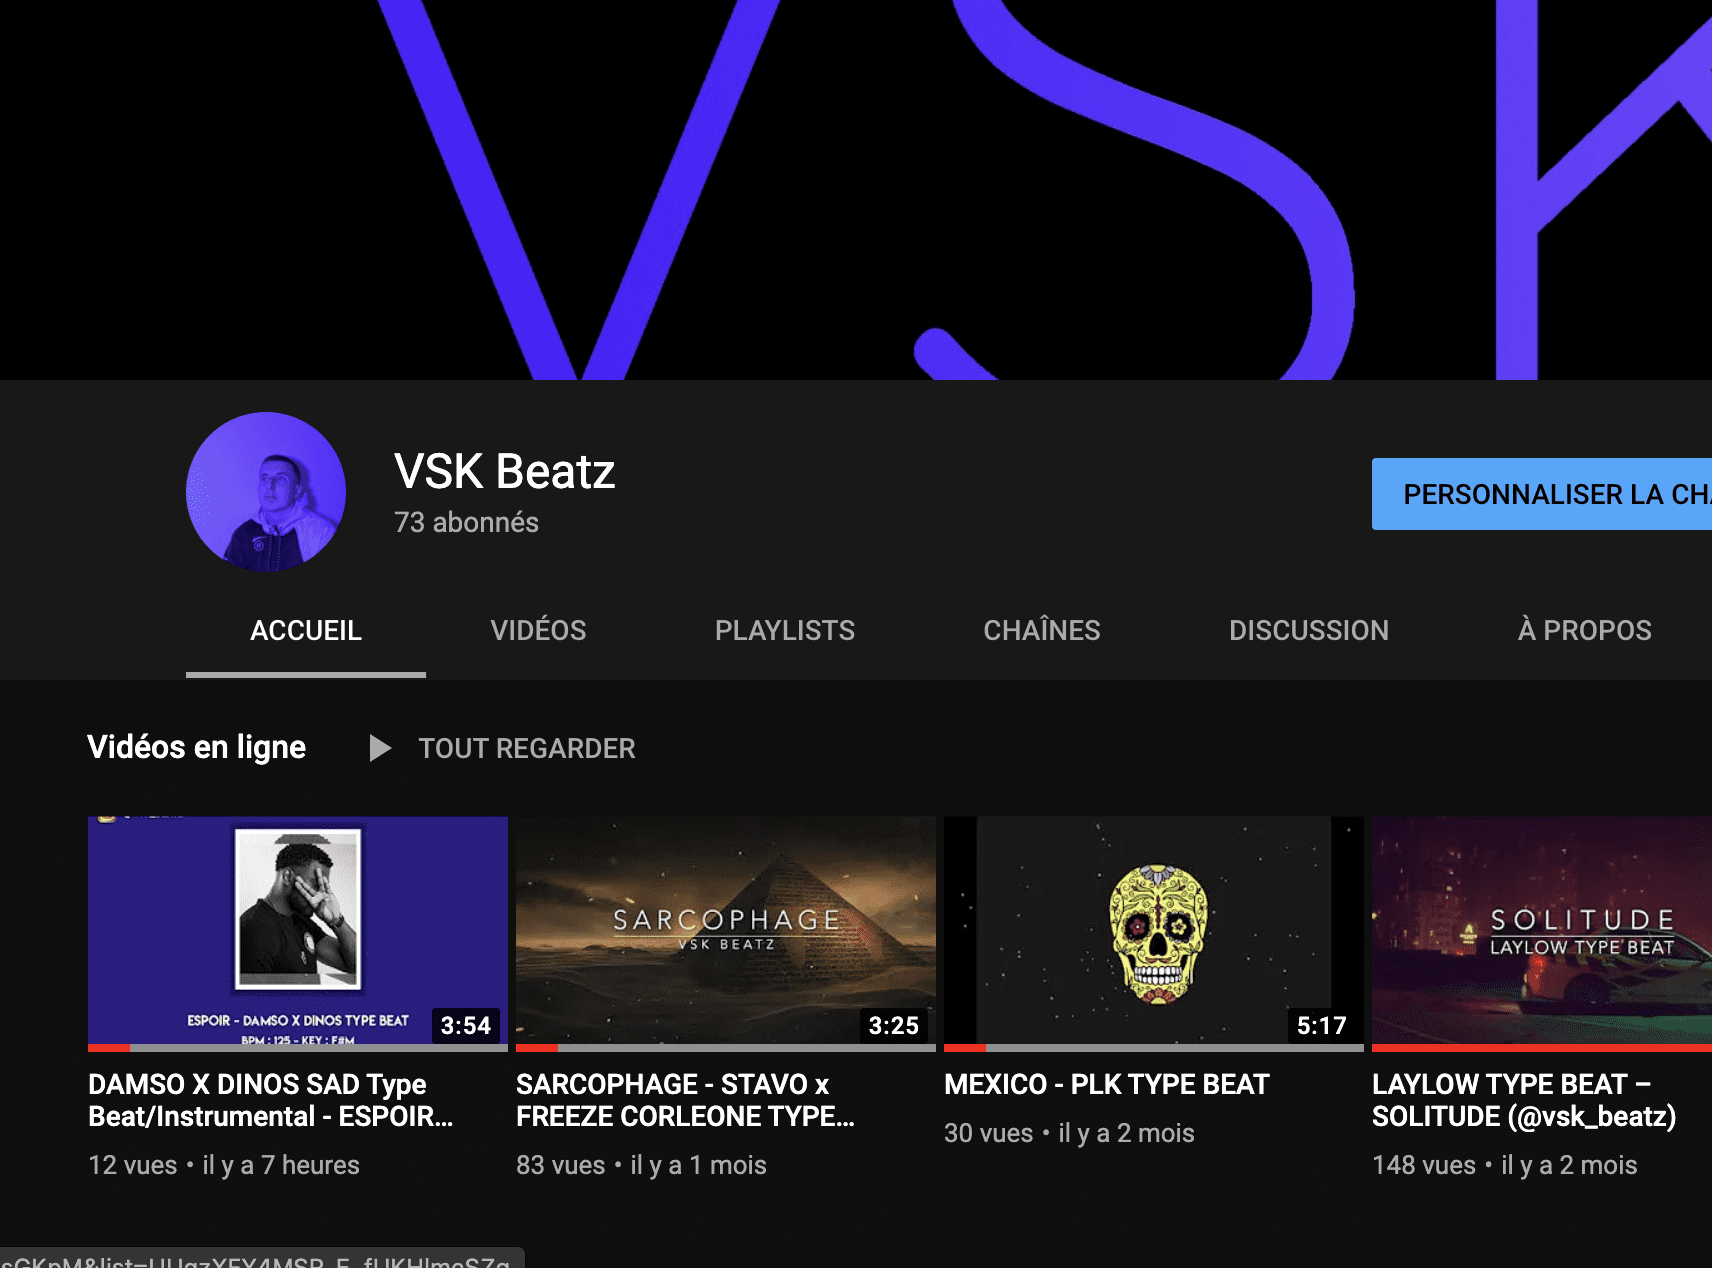 VSK
VSK Beatz
73 abonnés
PERSONNALISER LA CH
ACCUEIL VIDÉOS PLAYLISTS CHAÎNES DISCUSSION À PROPOS
Vidéos en ligne TOUT REGARDER
ESPOIR - DAMSO X DINOS TYPE BEAT
BPM : 125 - KEY : F#M
3:54
SARCOPHAGE
VSK BEATZ
3:25
5:17
SOLITUDE
LAYLOW TYPE BEAT
DAMSO X DINOS SAD Type
Beat/Instrumental - ESPOIR...
12 vues • il y a 7 heures
SARCOPHAGE - STAVO x
FREEZE CORLEONE TYPE...
83 vues • il y a 1 mois
MEXICO - PLK TYPE BEAT
30 vues • il y a 2 mois
LAYLOW TYPE BEAT –
SOLITUDE (@vsk_beatz)
148 vues • il y a 2 mois